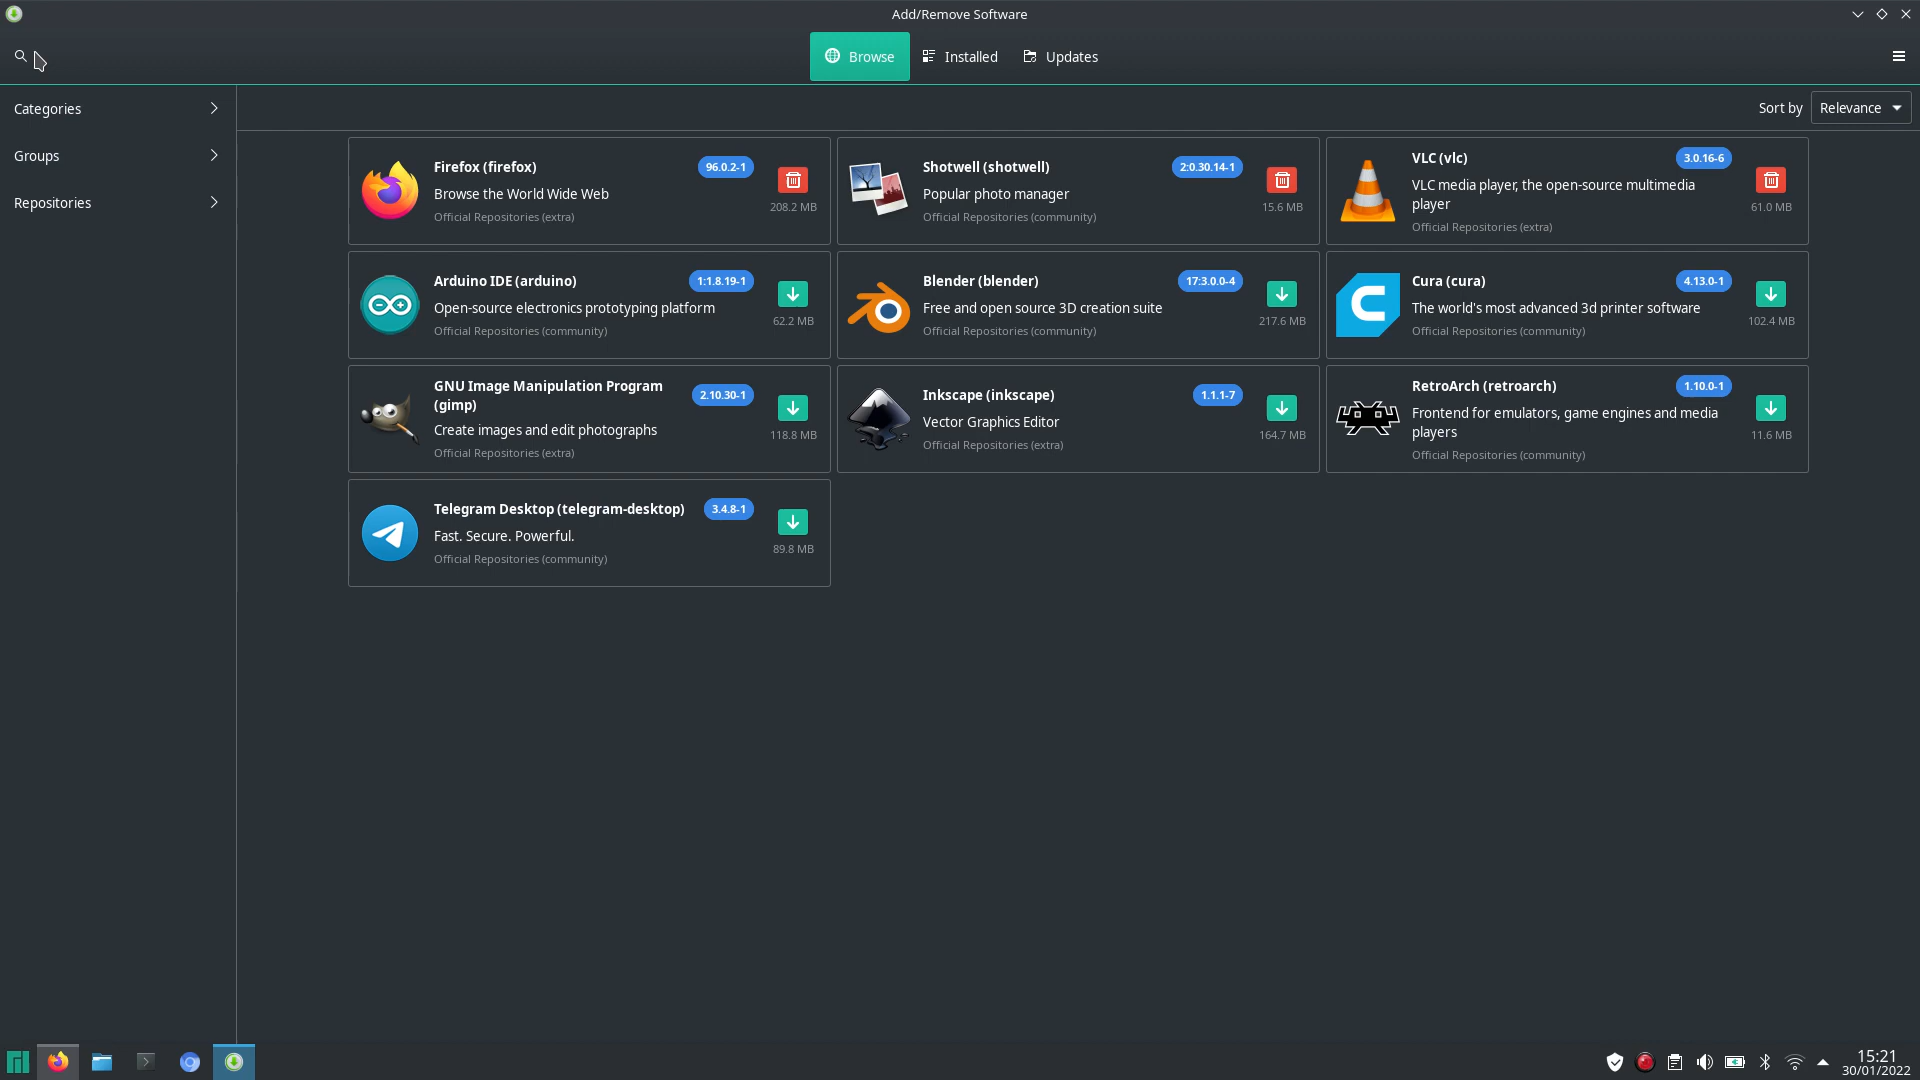 Add/Remove Software
Browse
Installed
Updates
Categories
Groups
Repositories
Sort by
Relevance
Firefox (firefox)
96.0.2-1
Browse the World Wide Web
Official Repositories (extra)
208.2 MB
Shotwell (shotwell)
2:0.30.14-1
Popular photo manager
Official Repositories (community)
15.6 MB
VLC (vlc)
3.0.16-6
VLC media player, the open-source multimedia
player
Official Repositories (extra)
61.0 MB
Arduino IDE (arduino)
1:1.8.19-1
Open-source electronics prototyping platform
Official Repositories (community)
62.2 MB
Blender (blender)
17:3.0.0-4
Free and open source 3D creation suite
Official Repositories (community)
217.6 MB
Cura (cura)
4.13.0-1
The world's most advanced 3d printer software
Official Repositories (community)
102.4 MB
GNU Image Manipulation Program
(gimp)
2.10.30-1
Create images and edit photographs
Official Repositories (extra)
118.8 MB
Inkscape (inkscape)
1.1.1-7
Vector Graphics Editor
Official Repositories (extra)
164.7 MB
RetroArch (retroarch)
1.10.0-1
Frontend for emulators, game engines and media
players
Official Repositories (community)
11.6 MB
Telegram Desktop (telegram-desktop)
3.4.8-1
Fast. Secure. Powerful.
Official Repositories (community)
89.8 MB
15:21
30/01/2022